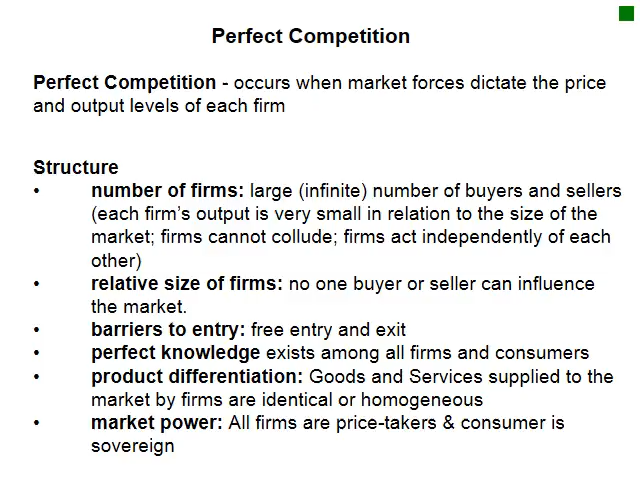 Perfect Competition
Perfect Competition - occurs when market forces dictate the price
and output levels of each firm
Structure
• number of firms: large (infinite) number of buyers and sellers
(each firm's output is very small in relation to the size of the
market; firms cannot collude; firms act independently of each
other)
• relative size of firms: no one buyer or seller can influence
the market.
• barriers to entry: free entry and exit
• perfect knowledge exists among all firms and consumers
• product differentiation: Goods and Services supplied to the
market by firms are identical or homogeneous
• market power: All firms are price-takers & consumer is
sovereign